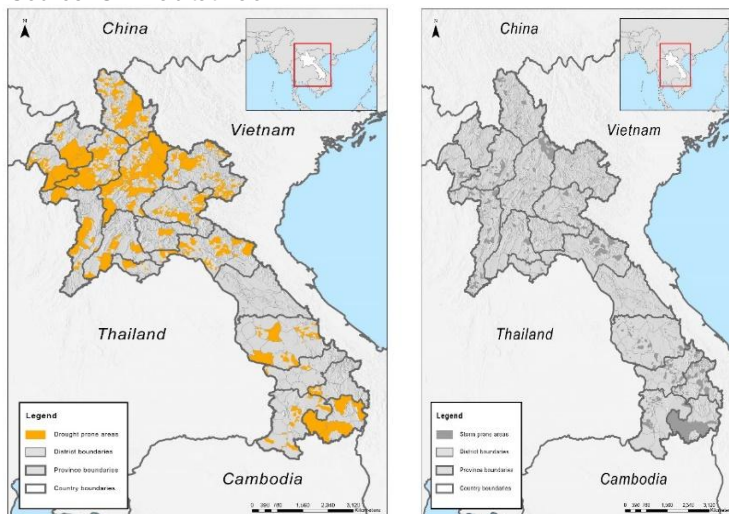 China
Vietnam
Thailand
Cambodia
Legend
Drought prone areas
District boundaries
Province boundaries
Country boundaries
China
Vietnam
Thailand
Cambodia
Legend
Storm prone areas
District boundaries
Province boundaries
Country boundaries